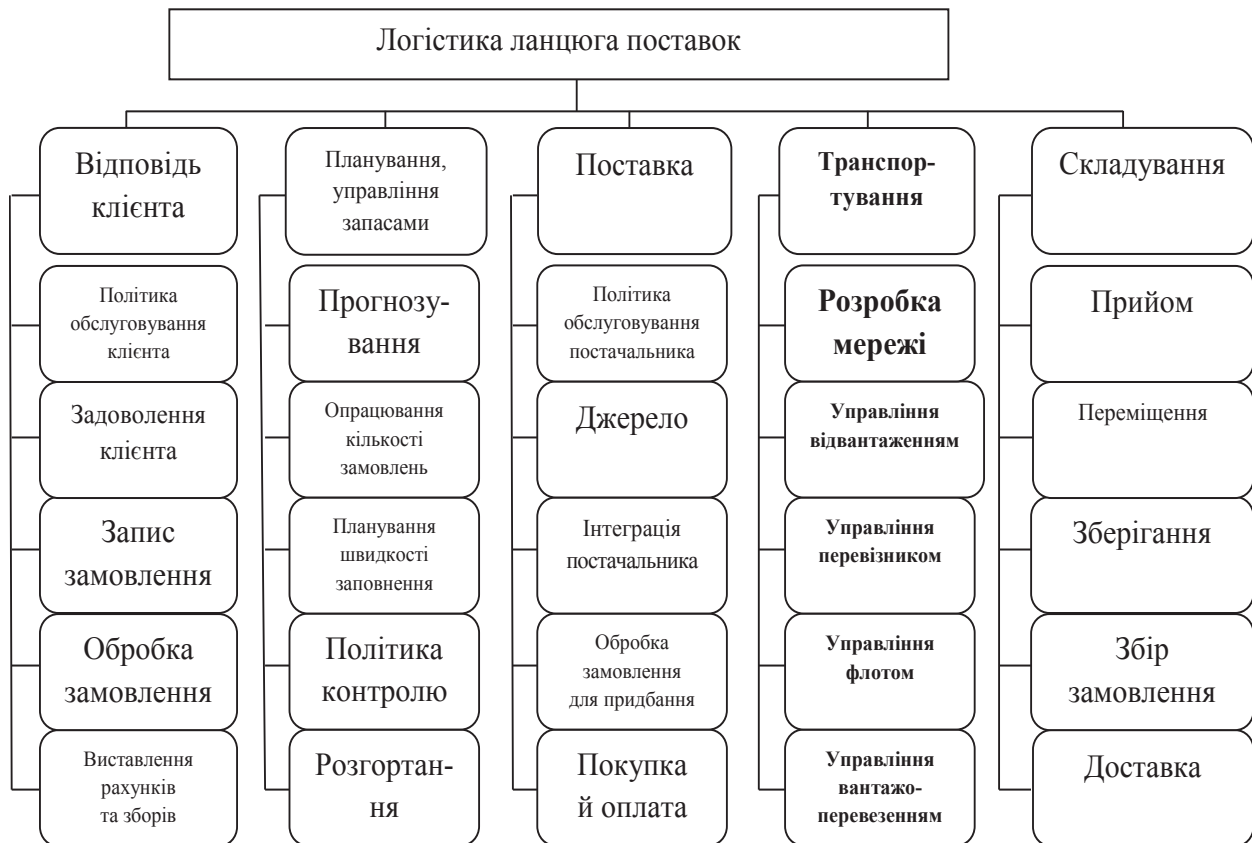 Логістика ланцюга поставок
Відповідь
клієнта
Політика
обслуговування
клієнта
Задоволення
клієнта
Запис
замовлення
Обробка
замовлення
Виставлення
рахунків
та зборів
Планування,
управління
запасами
Прогнозу-
вання
Опрацювання
кількості
замовлень
Планування
швидкості
заповнення
Політика
контролю
Розгортан-
ня
Поставка
Політика
обслуговування
постачальника
Джерело
Інтеграція
постачальника
Обробка
замовлення
для придбання
Покупка
й оплата
Транспор-
тування
Розробка
мережі
Управління
відвантаженням
Управління
перевізником
Управління
флотом
Управління
вантажо-
перевезенням
Складування
Прийом
Переміщення
Зберігання
Збір
замовлення
Доставка